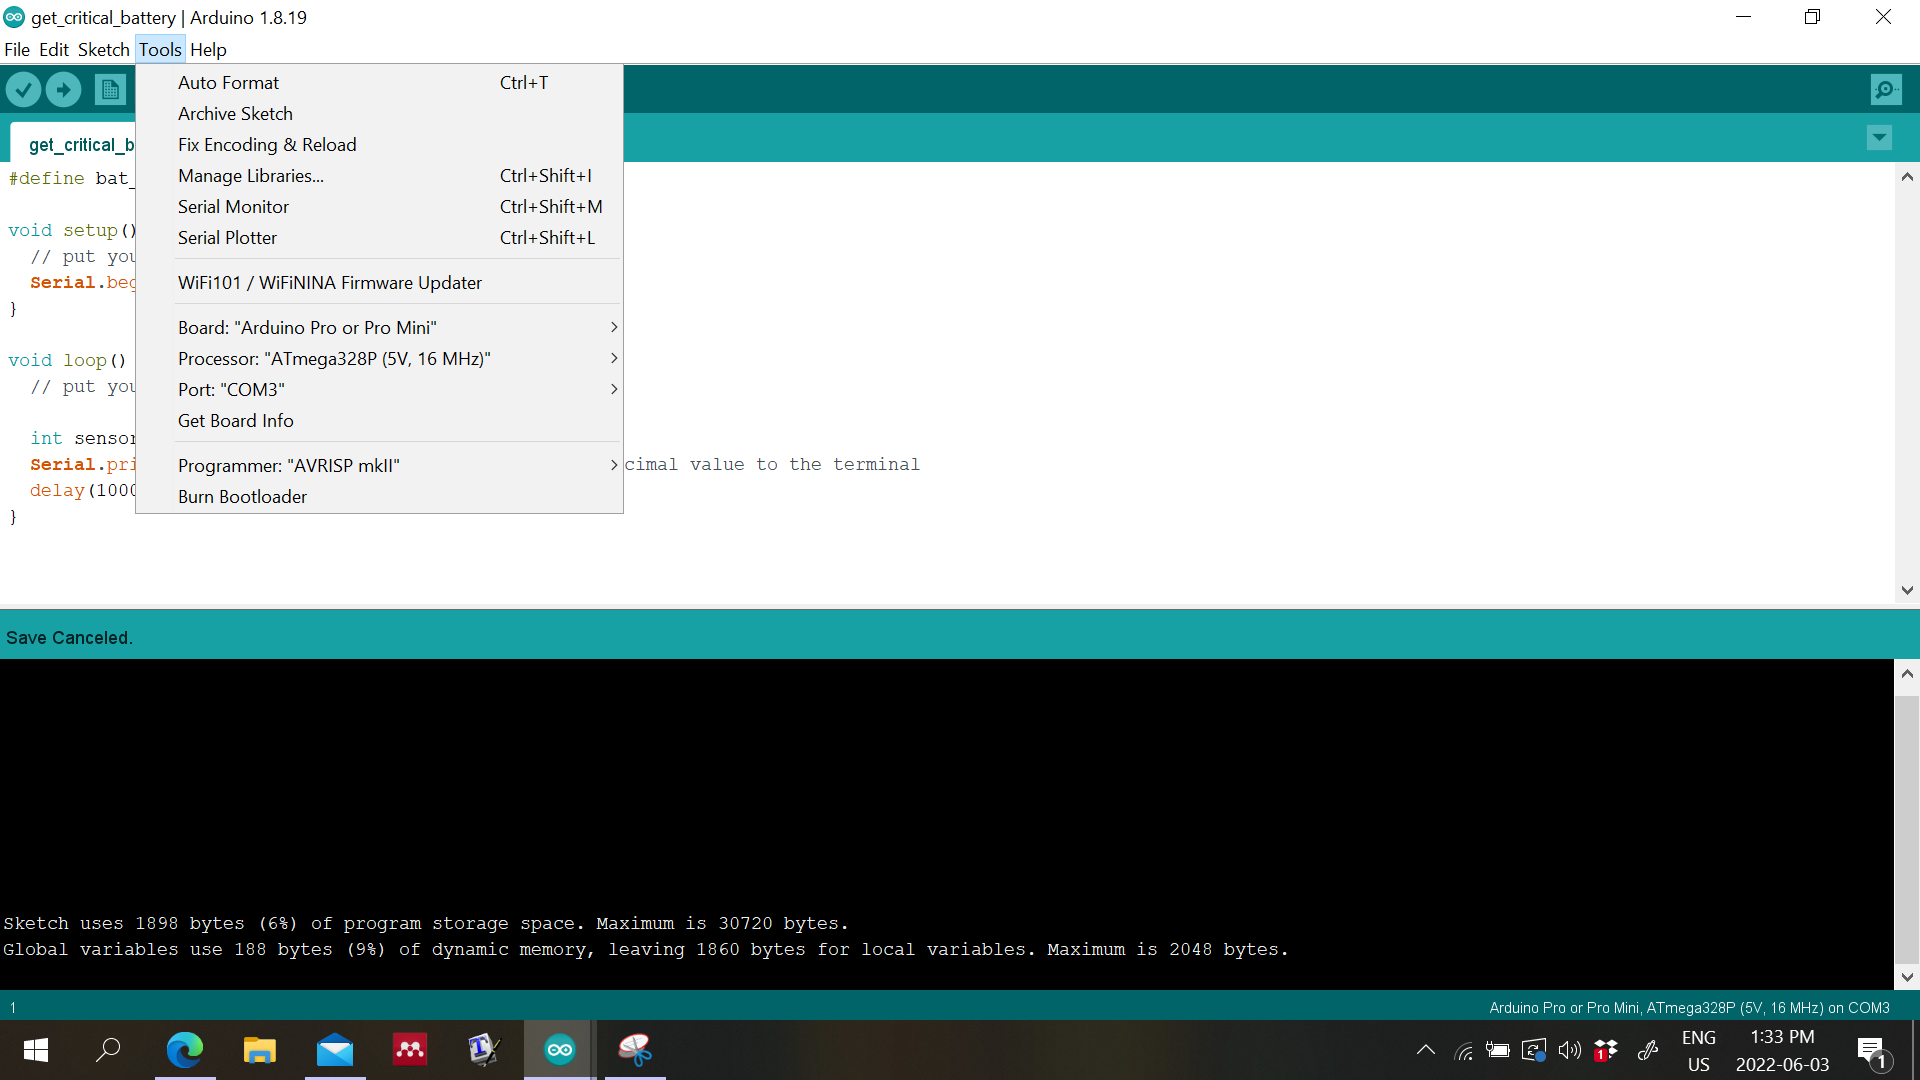 get_critical_battery | Arduino 1.8.19
File Edit Sketch Tools Help
Auto Format Ctrl+T
Archive Sketch
Fix Encoding & Reload
Manage Libraries... Ctrl+Shift+I
Serial Monitor Ctrl+Shift+M
Serial Plotter Ctrl+Shift+L
WiFi101 / WiFiNINA Firmware Updater
Board: "Arduino Pro or Pro Mini"
Processor: "ATmega328P (5V, 16 MHz)"
Port: "COM3"
Get Board Info
Programmer: "AVRISP mkII"
Burn Bootloader
get_critical_b
#define bat_
void setup()
// put you
Serial.beg
}
void loop()
// put you
int sensor
Serial.pri cimal value to the terminal
delay(1000
}
Save Canceled.
Sketch uses 1898 bytes (6%) of program storage space. Maximum is 30720 bytes.
Global variables use 188 bytes (9%) of dynamic memory, leaving 1860 bytes for local variables. Maximum is 2048 bytes.
1 Arduino Pro or Pro Mini, ATmega328P (5V, 16 MHz) on COM3
ENG 1:33 PM
US 2022-06-03
1
1